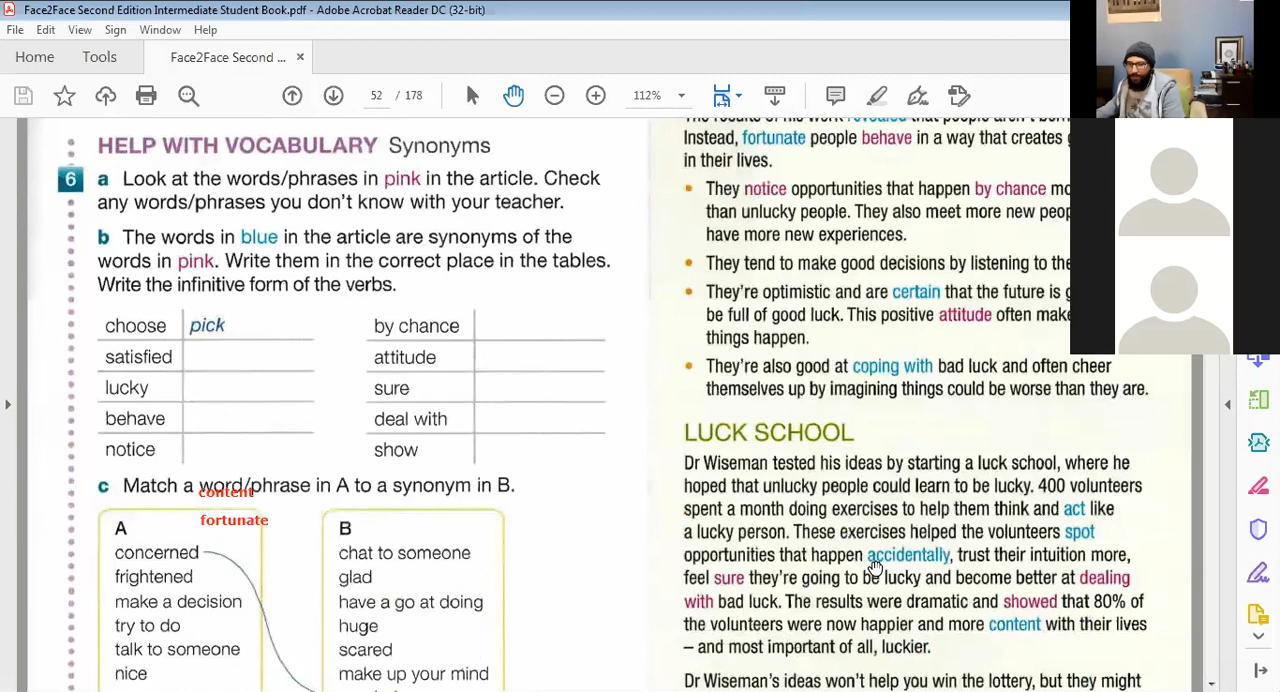 Face2Face Second Edition Intermediate Student Book.pdf - Adobe Acrobat Reader DC (32-bit)
File Edit View Sign Window Help
Home Tools Face2Face Second ... ×
52 / 178 112%
HELP WITH VOCABULARY Synonyms
6 a Look at the words/phrases in pink in the article. Check
any words/phrases you don't know with your teacher.
b The words in blue in the article are synonyms of the
words in pink. Write them in the correct place in the tables.
Write the infinitive form of the verbs.
choose pick by chance
satisfied attitude
lucky sure
behave deal with
notice show
c Match a word/phrase in A to a synonym in B.
content
fortunate
A
concerned
frightened
make a decision
try to do
talk to someone
nice
B
chat to someone
glad
have a go at doing
huge
scared
make up your mind
Instead, fortunate people behave in a way that creates
in their lives.
• They notice opportunities that happen by chance
than unlucky people. They also meet more new
have more new experiences.
• They tend to make good decisions by listening to
• They're optimistic and are certain that the future is
be full of good luck. This positive attitude often
things happen.
• They're also good at coping with bad luck and often cheer
themselves up by imagining things could be worse than they are.
LUCK SCHOOL
Dr Wiseman tested his ideas by starting a luck school, where he
hoped that unlucky people could learn to be lucky. 400 volunteers
spent a month doing exercises to help them think and act like
a lucky person. These exercises helped the volunteers spot
opportunities that happen accidentally, trust their intuition more,
feel sure they're going to be lucky and become better at dealing
with bad luck. The results were dramatic and showed that 80% of
the volunteers were now happier and more content with their lives
– and most important of all, luckier.
Dr Wiseman's ideas won't help you win the lottery, but they might